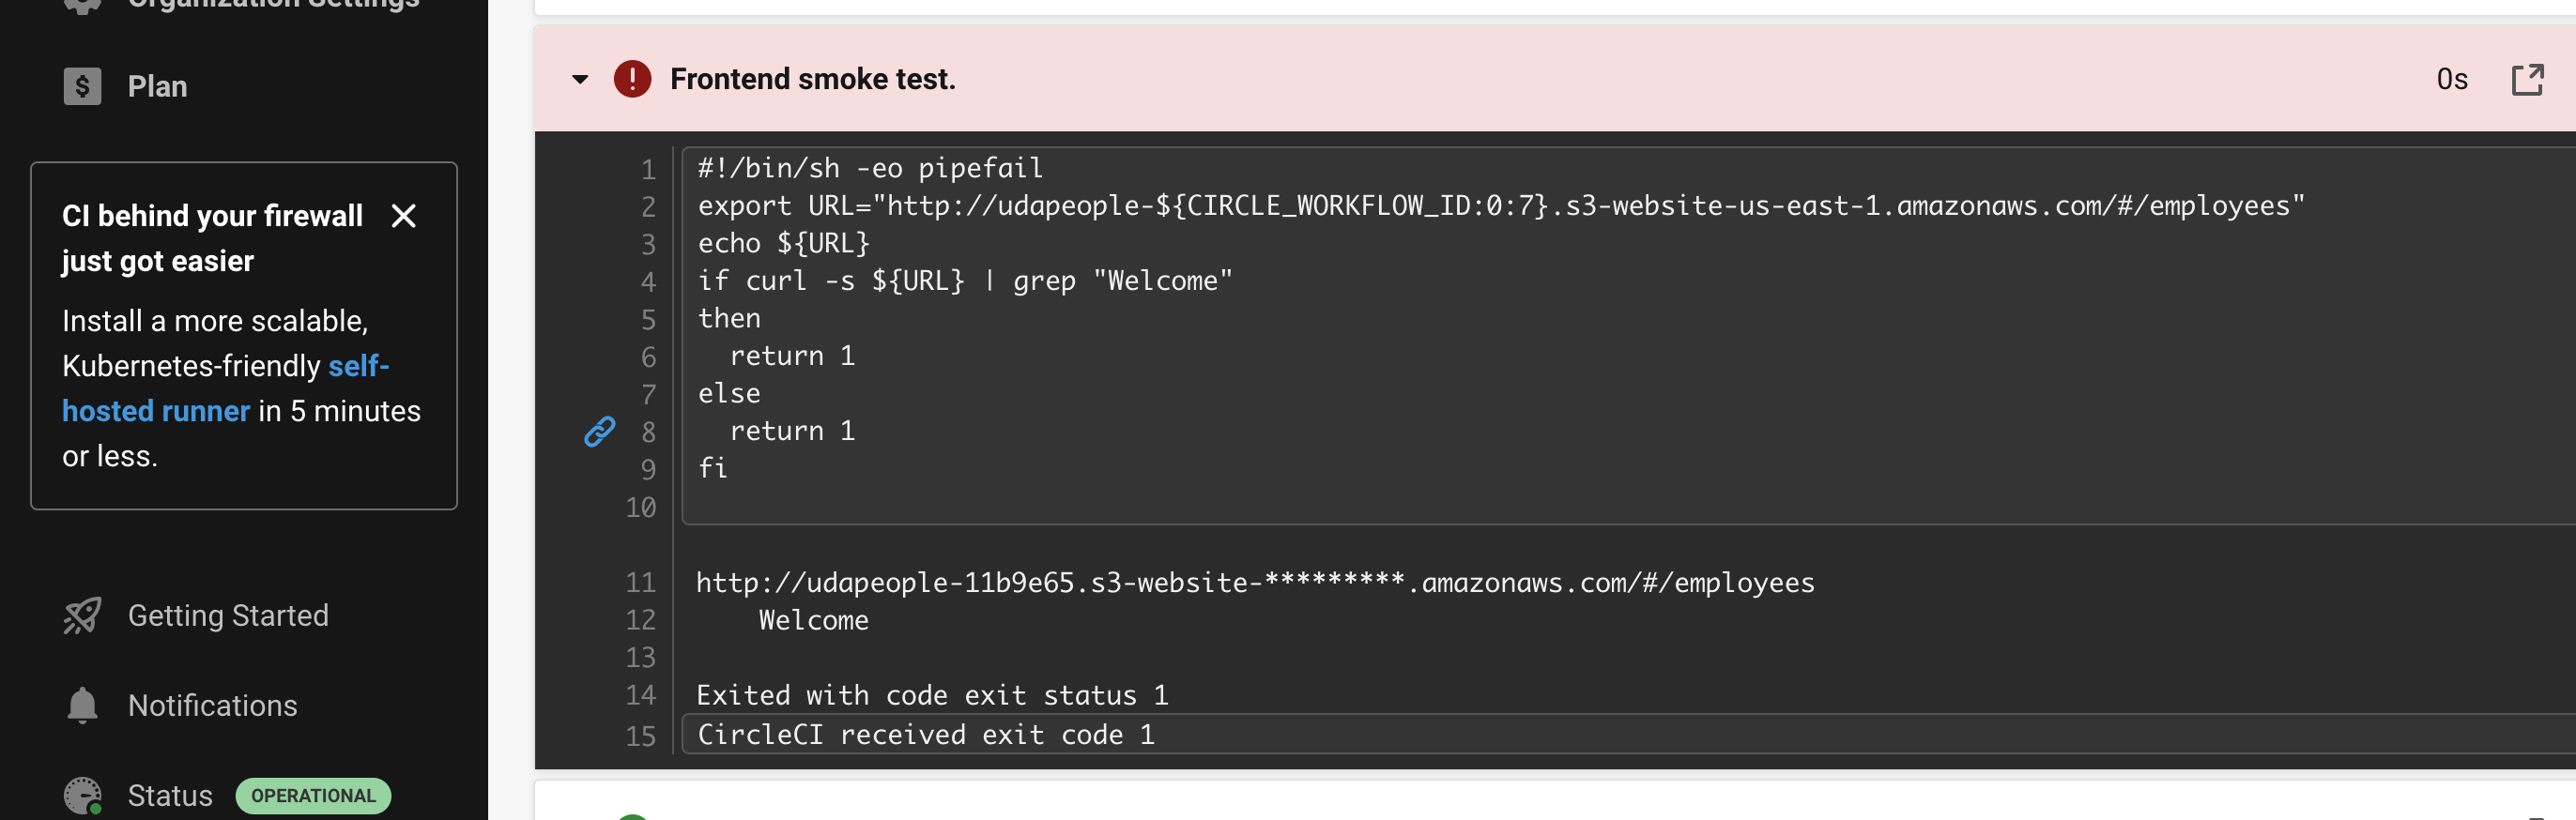 Organization Settings
Plan
CI behind your firewall
just got easier
Install a more scalable,
Kubernetes-friendly self-
hosted runner in 5 minutes
or less.
Getting Started
Notifications
Status OPERATIONAL
Frontend smoke test. 0s
1 #!/bin/sh -eo pipefail
2 export URL="http://udapeople-${CIRCLE_WORKFLOW_ID:0:7}.s3-website-us-east-1.amazonaws.com/#/employees"
3 echo ${URL}
4 if curl -s ${URL} | grep "Welcome"
5 then
6   return 1
7 else
8   return 1
9 fi
10
11 http://udapeople-11b9e65.s3-website-*********.amazonaws.com/#/employees
12     Welcome
13
14 Exited with code exit status 1
15 CircleCI received exit code 1